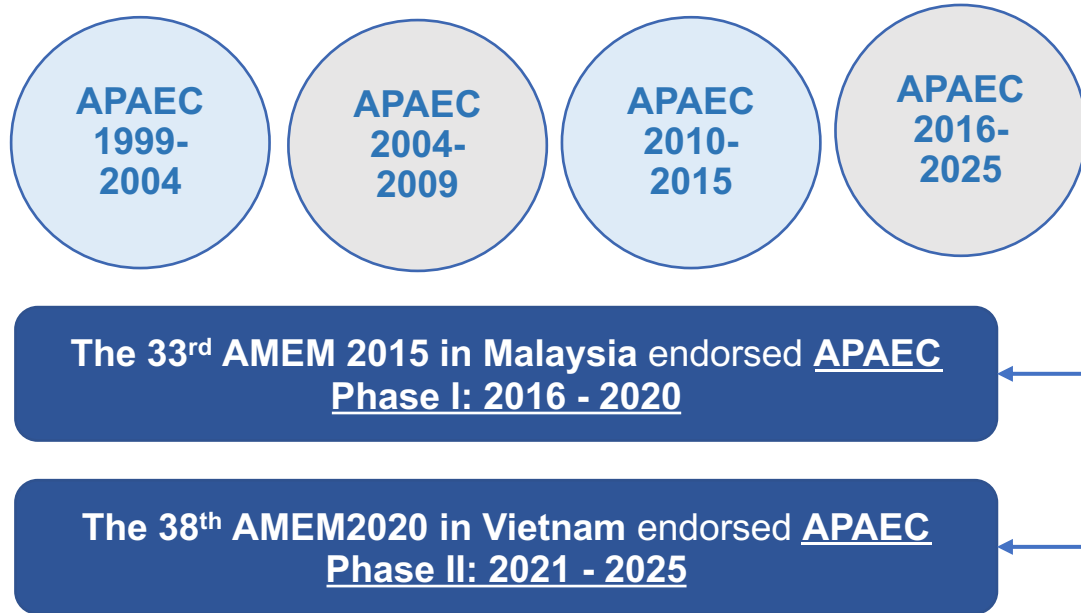 APAEC
1999-
2004
APAEC
2004-
2009
APAEC
2010-
2015
APAEC
2016-
2025
The 33rd AMEM 2015 in Malaysia endorsed APAEC
Phase I: 2016 - 2020
The 38th AMEM2020 in Vietnam endorsed APAEC
Phase II: 2021 - 2025